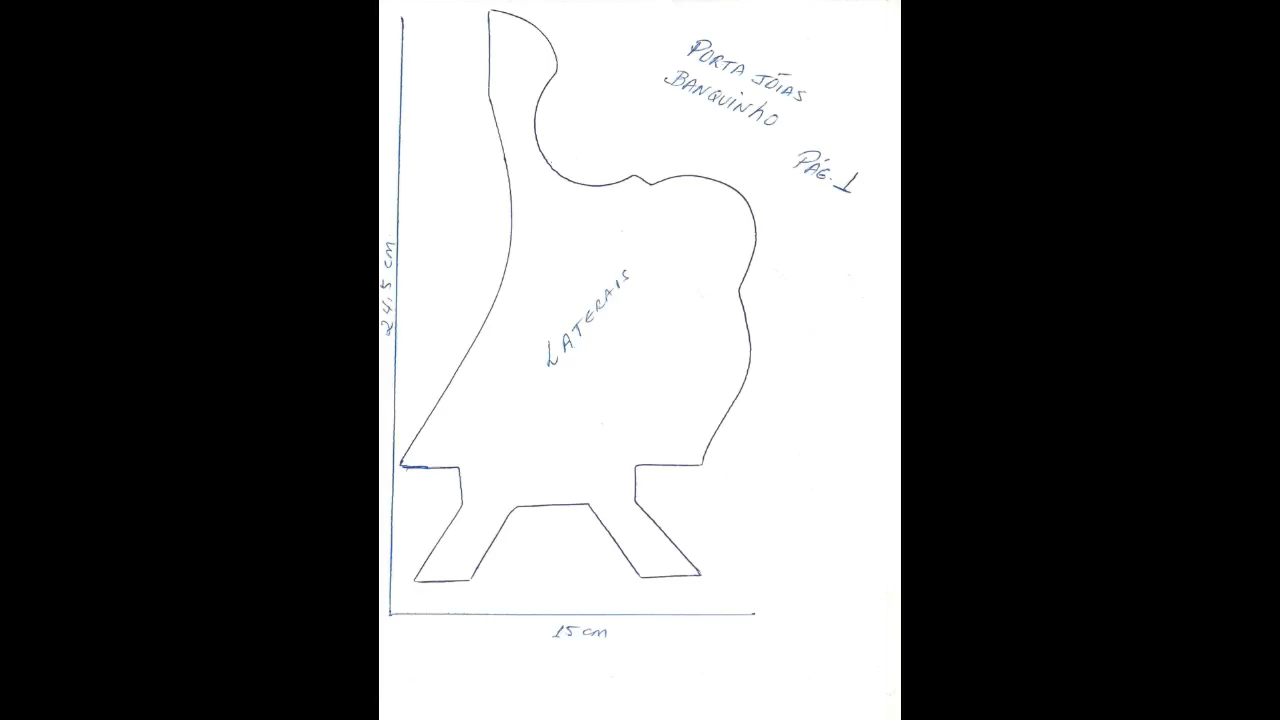 PORTA JÓIAS
BANQUINHO
PÁG. 1
24,5 cm.
LATERAIS
15 cm